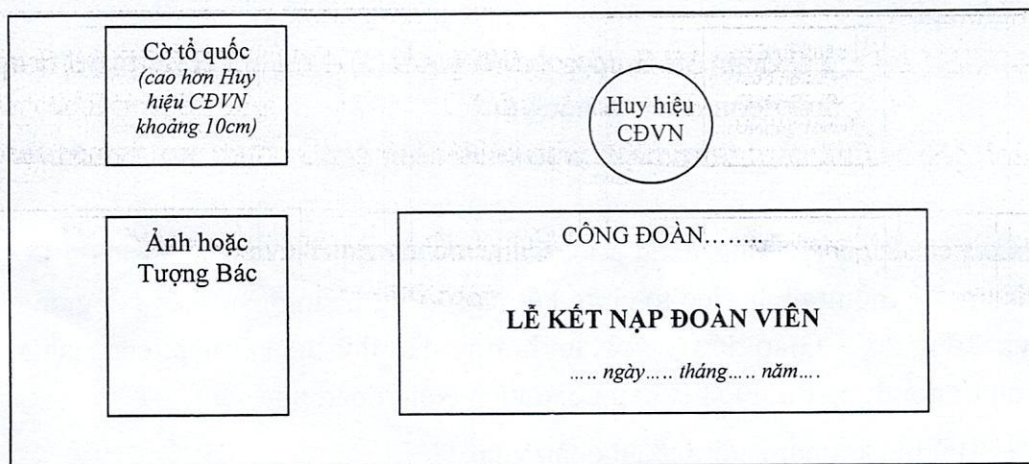 Cờ tổ quốc
(cao hơn Huy
hiệu CĐVN
khoảng 10cm)
Huy hiệu
CĐVN
Ảnh hoặc
Tượng Bác
CÔNG ĐOÀN........
LỄ KẾT NẠP ĐOÀN VIÊN
..... ngày..... tháng..... năm....